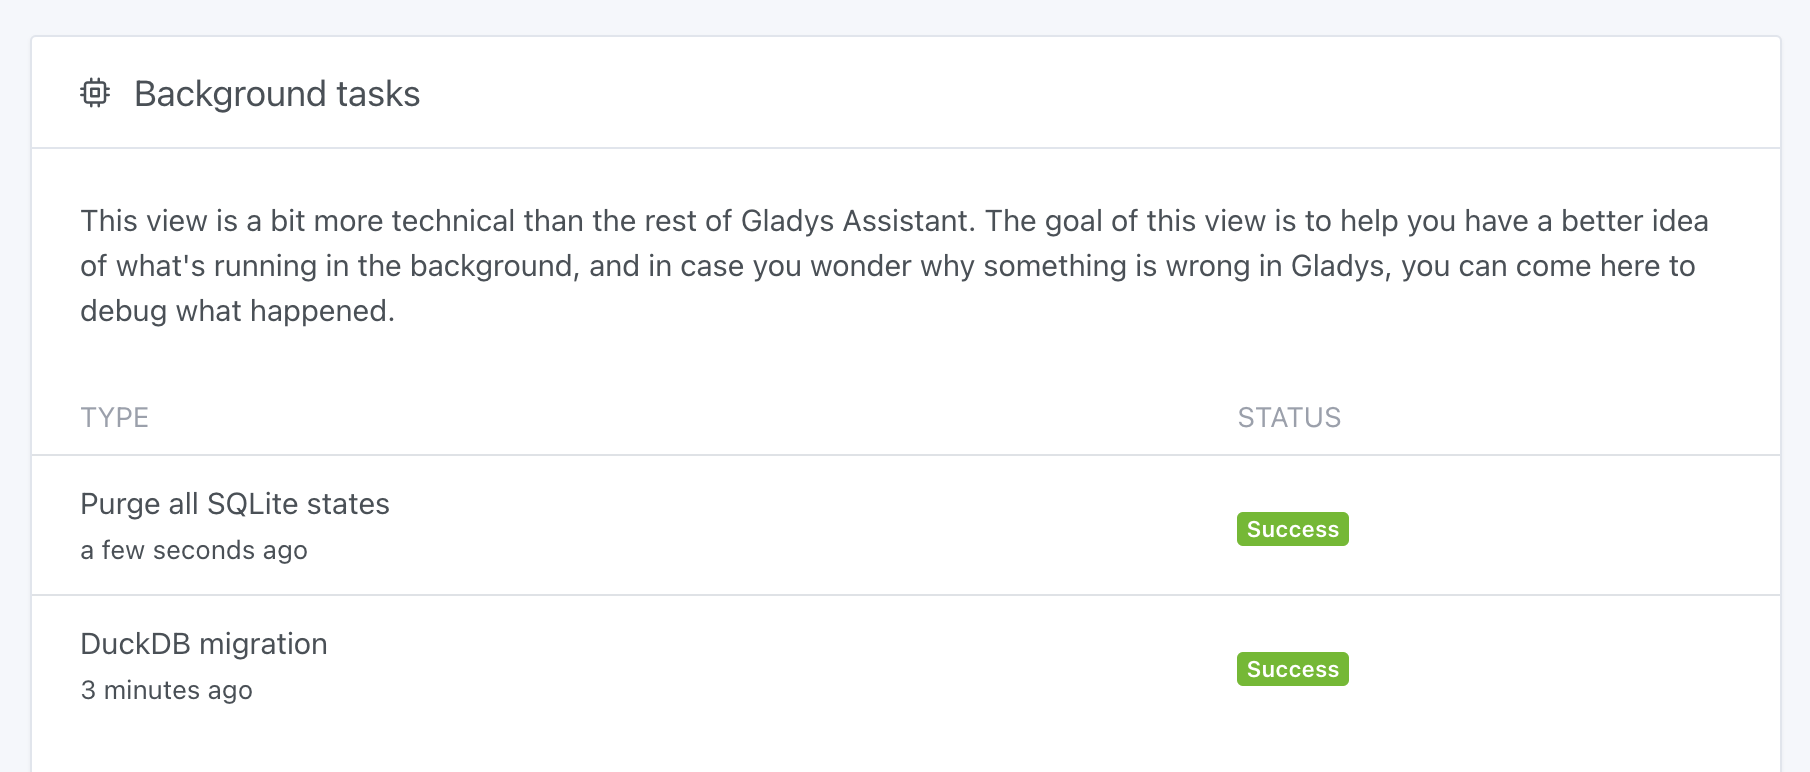 Background tasks
This view is a bit more technical than the rest of Gladys Assistant. The goal of this view is to help you have a better idea
of what's running in the background, and in case you wonder why something is wrong in Gladys, you can come here to
debug what happened.
TYPE STATUS
Purge all SQLite states
a few seconds ago
Success
DuckDB migration
3 minutes ago
Success